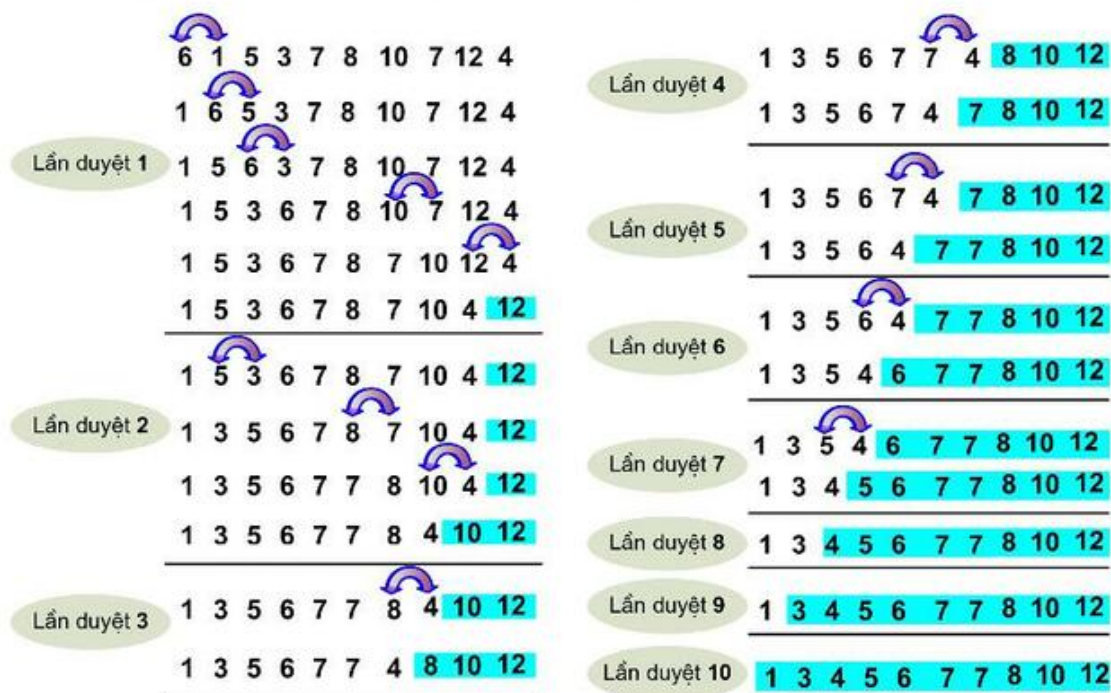 6 1 5 3 7 8 10 7 12 4
1 6 5 3 7 8 10 7 12 4
Lần duyệt 1
1 5 6 3 7 8 10 7 12 4
1 5 3 6 7 8 10 7 12 4
1 5 3 6 7 8 7 10 12 4
1 5 3 6 7 8 7 10 4 12
1 5 3 6 7 8 7 10 4 12
Lần duyệt 2
1 3 5 6 7 8 7 10 4 12
1 3 5 6 7 7 8 10 4 12
1 3 5 6 7 7 8 4 10 12
Lần duyệt 3
1 3 5 6 7 7 8 4 10 12
1 3 5 6 7 7 4 8 10 12
Lần duyệt 4
1 3 5 6 7 7 4 8 10 12
1 3 5 6 7 4 7 8 10 12
Lần duyệt 5
1 3 5 6 7 4 7 8 10 12
1 3 5 6 4 7 7 8 10 12
Lần duyệt 6
1 3 5 6 4 7 7 8 10 12
1 3 5 4 6 7 7 8 10 12
Lần duyệt 7
1 3 5 4 6 7 7 8 10 12
1 3 4 5 6 7 7 8 10 12
Lần duyệt 8
1 3 4 5 6 7 7 8 10 12
Lần duyệt 9
1 3 4 5 6 7 7 8 10 12
Lần duyệt 10
1 3 4 5 6 7 7 8 10 12